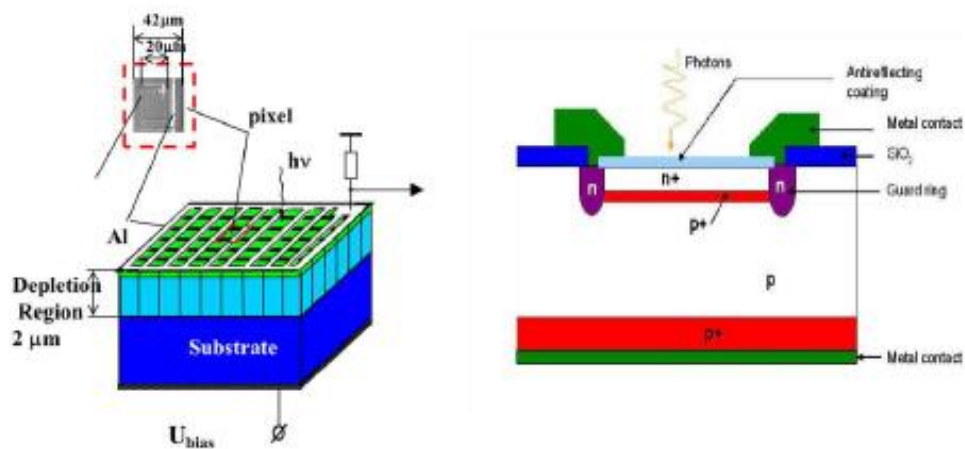 42μm
20μm
pixel
hν
Al
Depletion
Region
2 μm
Substrate
U_bias
Photons
Antireflecting
coating
Metal contact
SiO₂
Guard ring
n+
n
n
p+
p
p+
Metal contact